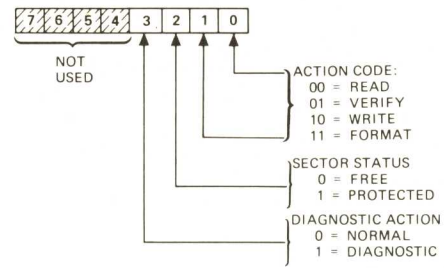 7 6 5 4 3 2 1 0
NOT
USED
ACTION CODE:
00 = READ
01 = VERIFY
10 = WRITE
11 = FORMAT
SECTOR STATUS
0 = FREE
1 = PROTECTED
DIAGNOSTIC ACTION
0 = NORMAL
1 = DIAGNOSTIC